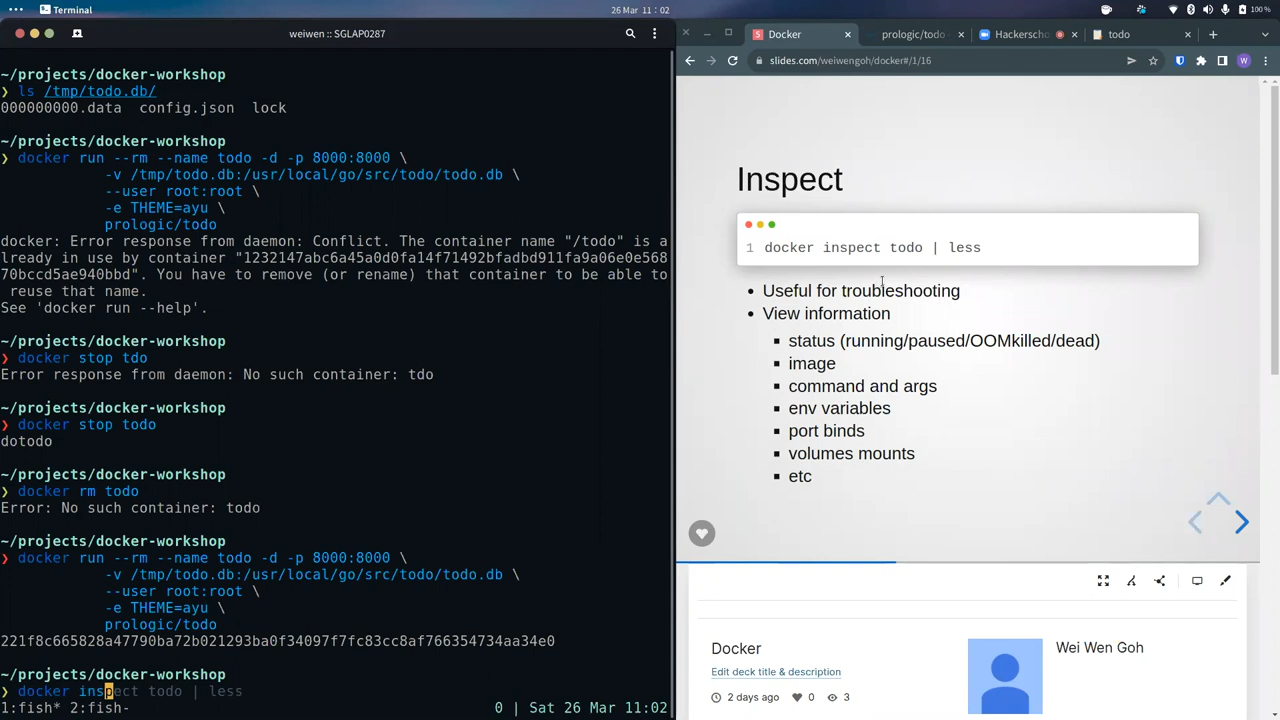 Terminal
26 Mar 11:02
100 %
weiwen :: SGLAP0287
~/projects/docker-workshop
❯ ls /tmp/todo.db/
000000000.data  config.json  lock
~/projects/docker-workshop
❯ docker run --rm --name todo -d -p 8000:8000 \
-v /tmp/todo.db:/usr/local/go/src/todo/todo.db \
--user root:root \
-e THEME=ayu \
prologic/todo
docker: Error response from daemon: Conflict. The container name "/todo" is a
lready in use by container "1232147abc6a45a0d0fa14f71492bfadbd911fa9a06e0e568
70bccd5ae940bbd". You have to remove (or rename) that container to be able to
reuse that name.
See 'docker run --help'.
~/projects/docker-workshop
❯ docker stop tdo
Error response from daemon: No such container: tdo
~/projects/docker-workshop
❯ docker stop todo
dotodo
~/projects/docker-workshop
❯ docker rm todo
Error: No such container: todo
~/projects/docker-workshop
❯ docker run --rm --name todo -d -p 8000:8000 \
-v /tmp/todo.db:/usr/local/go/src/todo/todo.db \
--user root:root \
-e THEME=ayu \
prologic/todo
221f8c665828a47790ba72b021293ba0f34097f7fc83cc8af766354734aa34e0
~/projects/docker-workshop
❯ docker inspect todo | less
1:fish* 2:fish-
0 | Sat 26 Mar 11:02
Docker
prologic/todo
Hackerscho
todo
slides.com/weiwengoh/docker#/1/16
W
Inspect
1 docker inspect todo | less
• Useful for troubleshooting
• View information
▪ status (running/paused/OOMkilled/dead)
▪ image
▪ command and args
▪ env variables
▪ port binds
▪ volumes mounts
▪ etc
Docker
Edit deck title & description
2 days ago
0
3
Wei Wen Goh